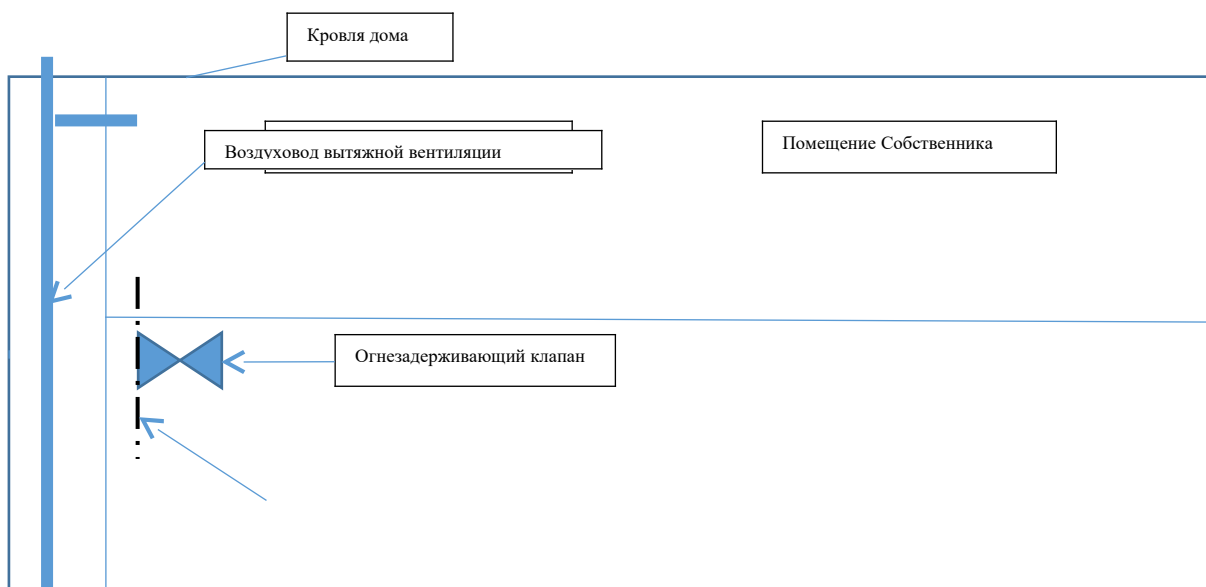 Кровля дома
Воздуховод вытяжной вентиляции
Помещение Собственника
Огнезадерживающий клапан